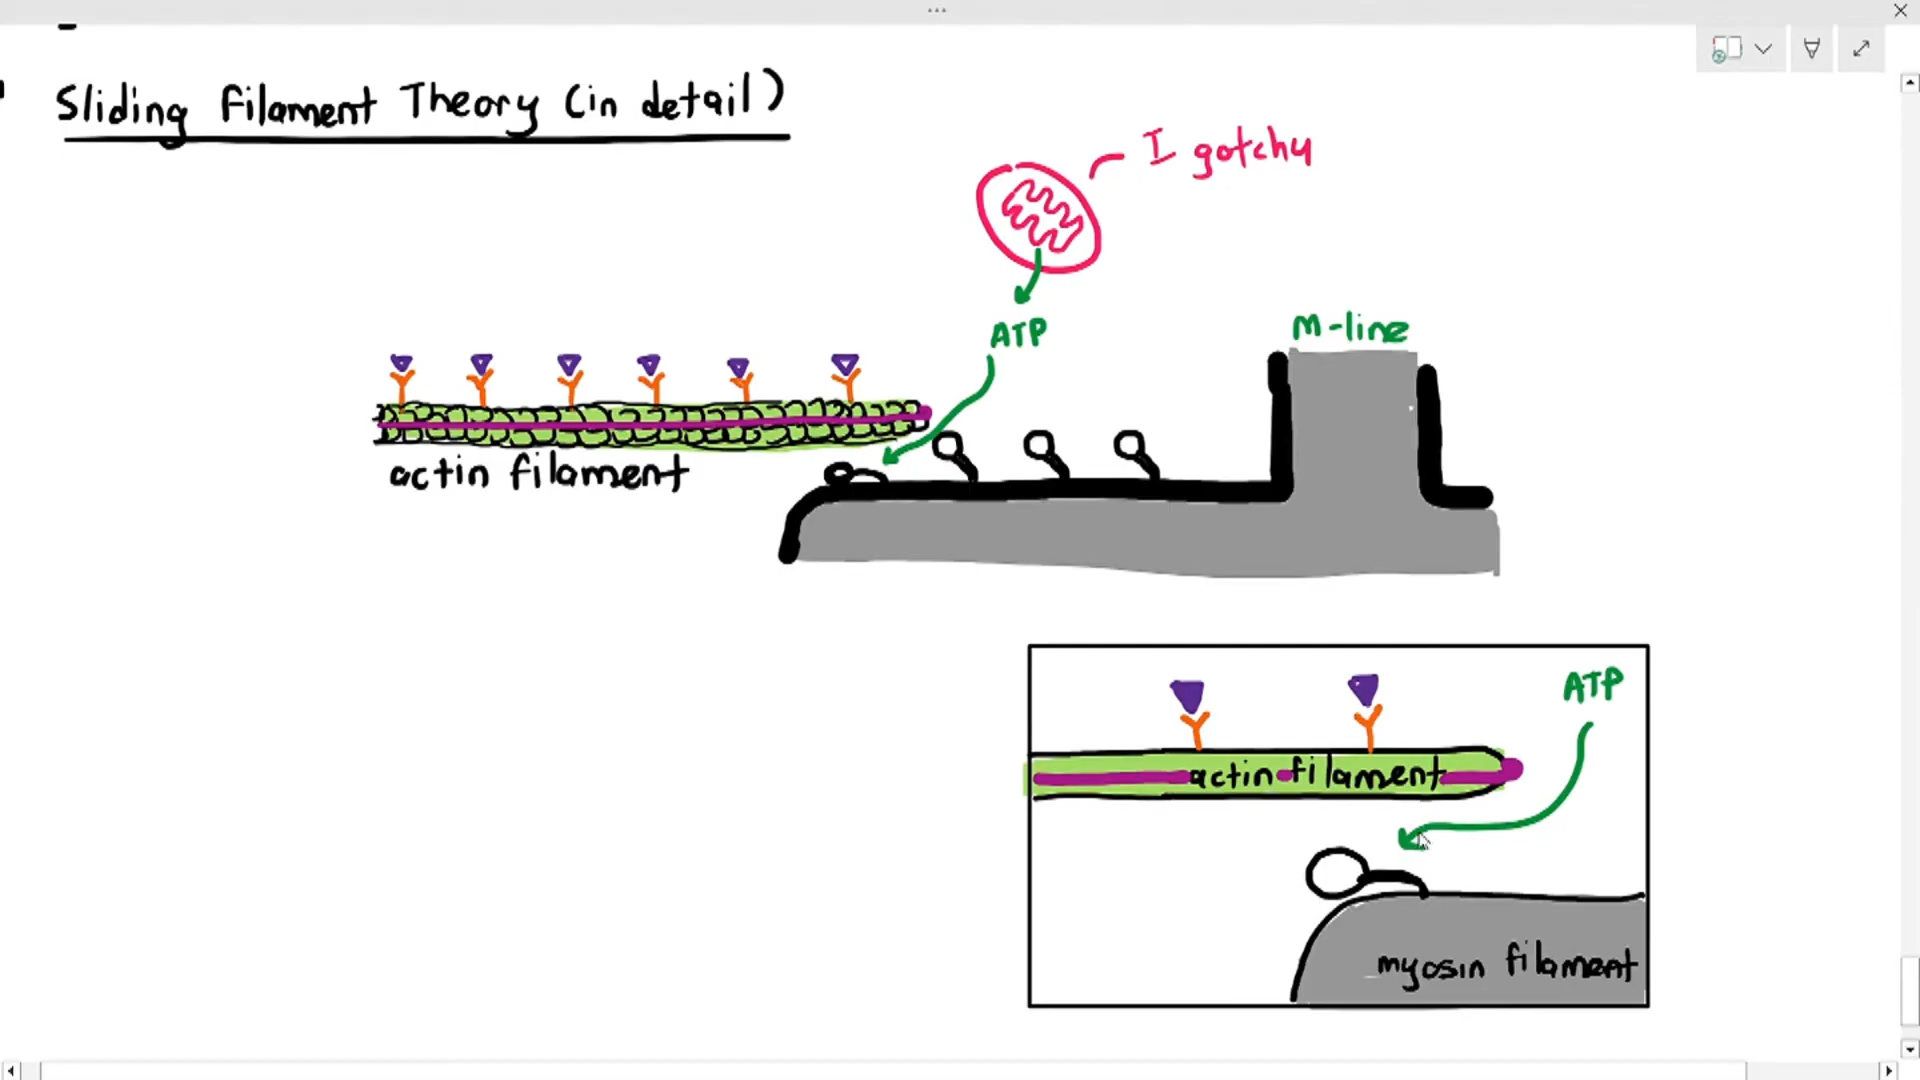 Sliding Filament Theory (in detail)
I gotchu
ATP
M-line
actin filament
ATP
actin filament
myosin filament